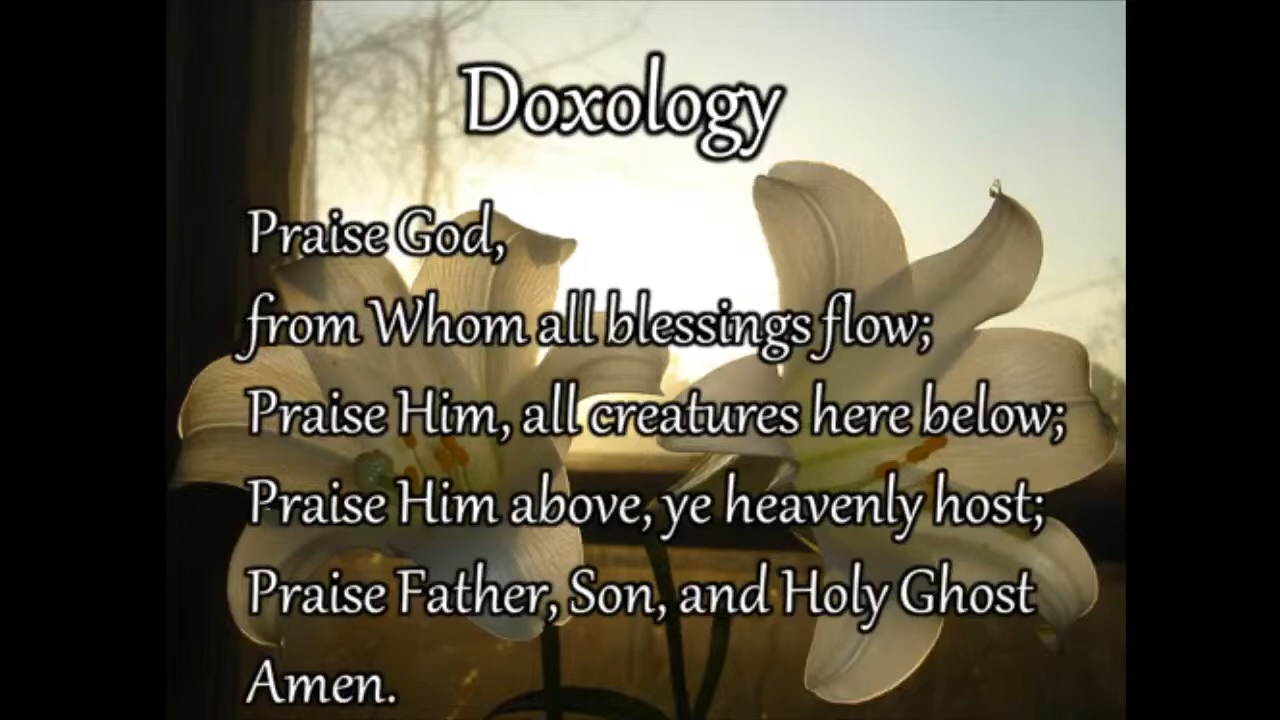 Doxology
Praise God,
from Whom all blessings flow;
Praise Him, all creatures here below;
Praise Him above, ye heavenly host;
Praise Father, Son, and Holy Ghost
Amen.